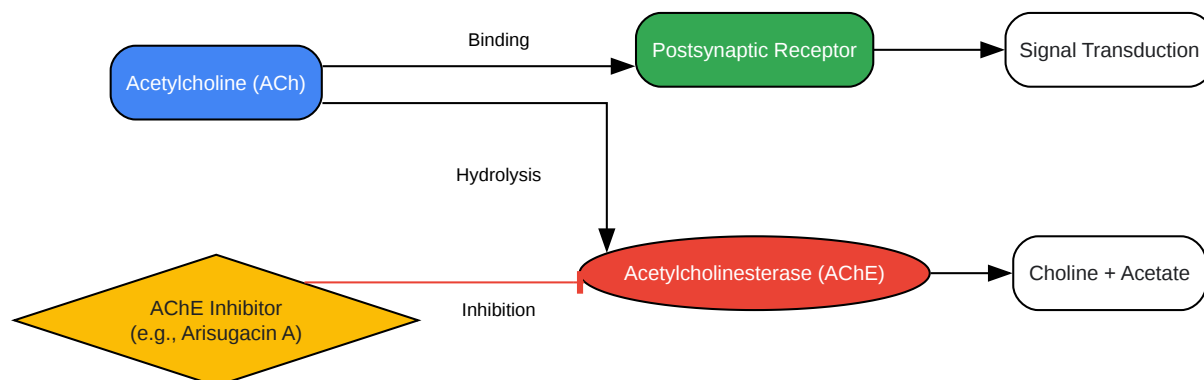 Binding
Postsynaptic Receptor
Signal Transduction
Acetylcholine (ACh)
Hydrolysis
Acetylcholinesterase (AChE)
Choline + Acetate
AChE Inhibitor
(e.g., Arisugacin A)
Inhibition